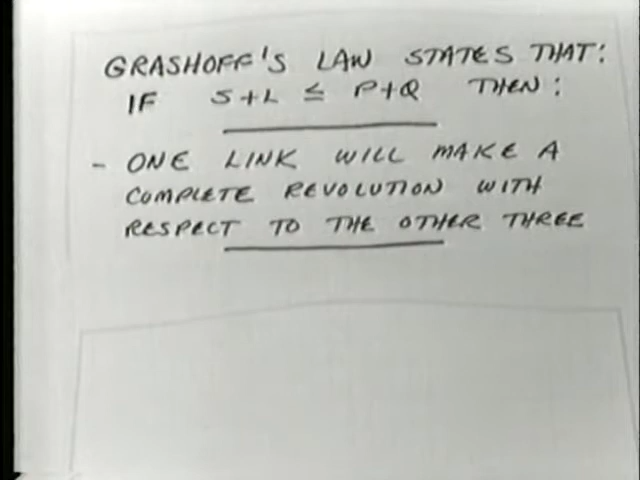 GRASHOFF'S LAW STATES THAT:
IF S+L ≤ P+Q THEN:
- ONE LINK WILL MAKE A
COMPLETE REVOLUTION WITH
RESPECT TO THE OTHER THREE